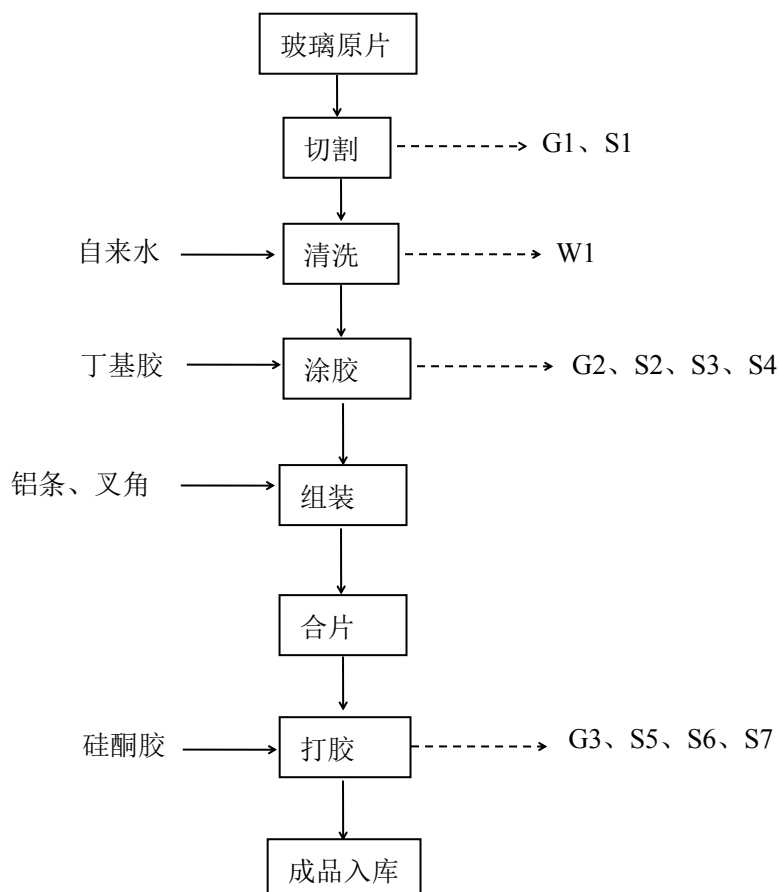 玻璃原片
切割
G1、S1
自来水
清洗
W1
丁基胶
涂胶
G2、S2、S3、S4
铝条、叉角
组装
合片
硅酮胶
打胶
G3、S5、S6、S7
成品入库